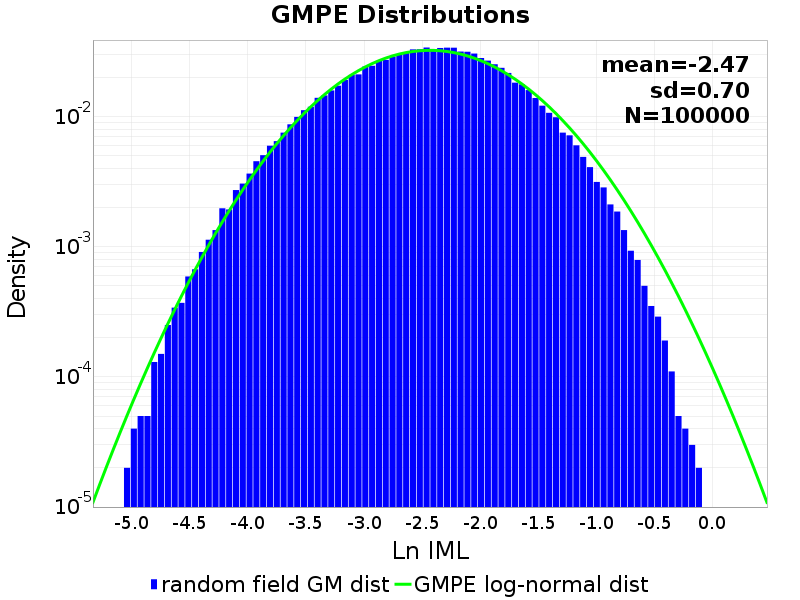 GMPE Distributions
mean=-2.47
sd=0.70
N=100000
Density
10-2
10-3
10-4
10-5
-5.0 -4.5 -4.0 -3.5 -3.0 -2.5 -2.0 -1.5 -1.0 -0.5 0.0
Ln IML
random field GM dist GMPE log-normal dist